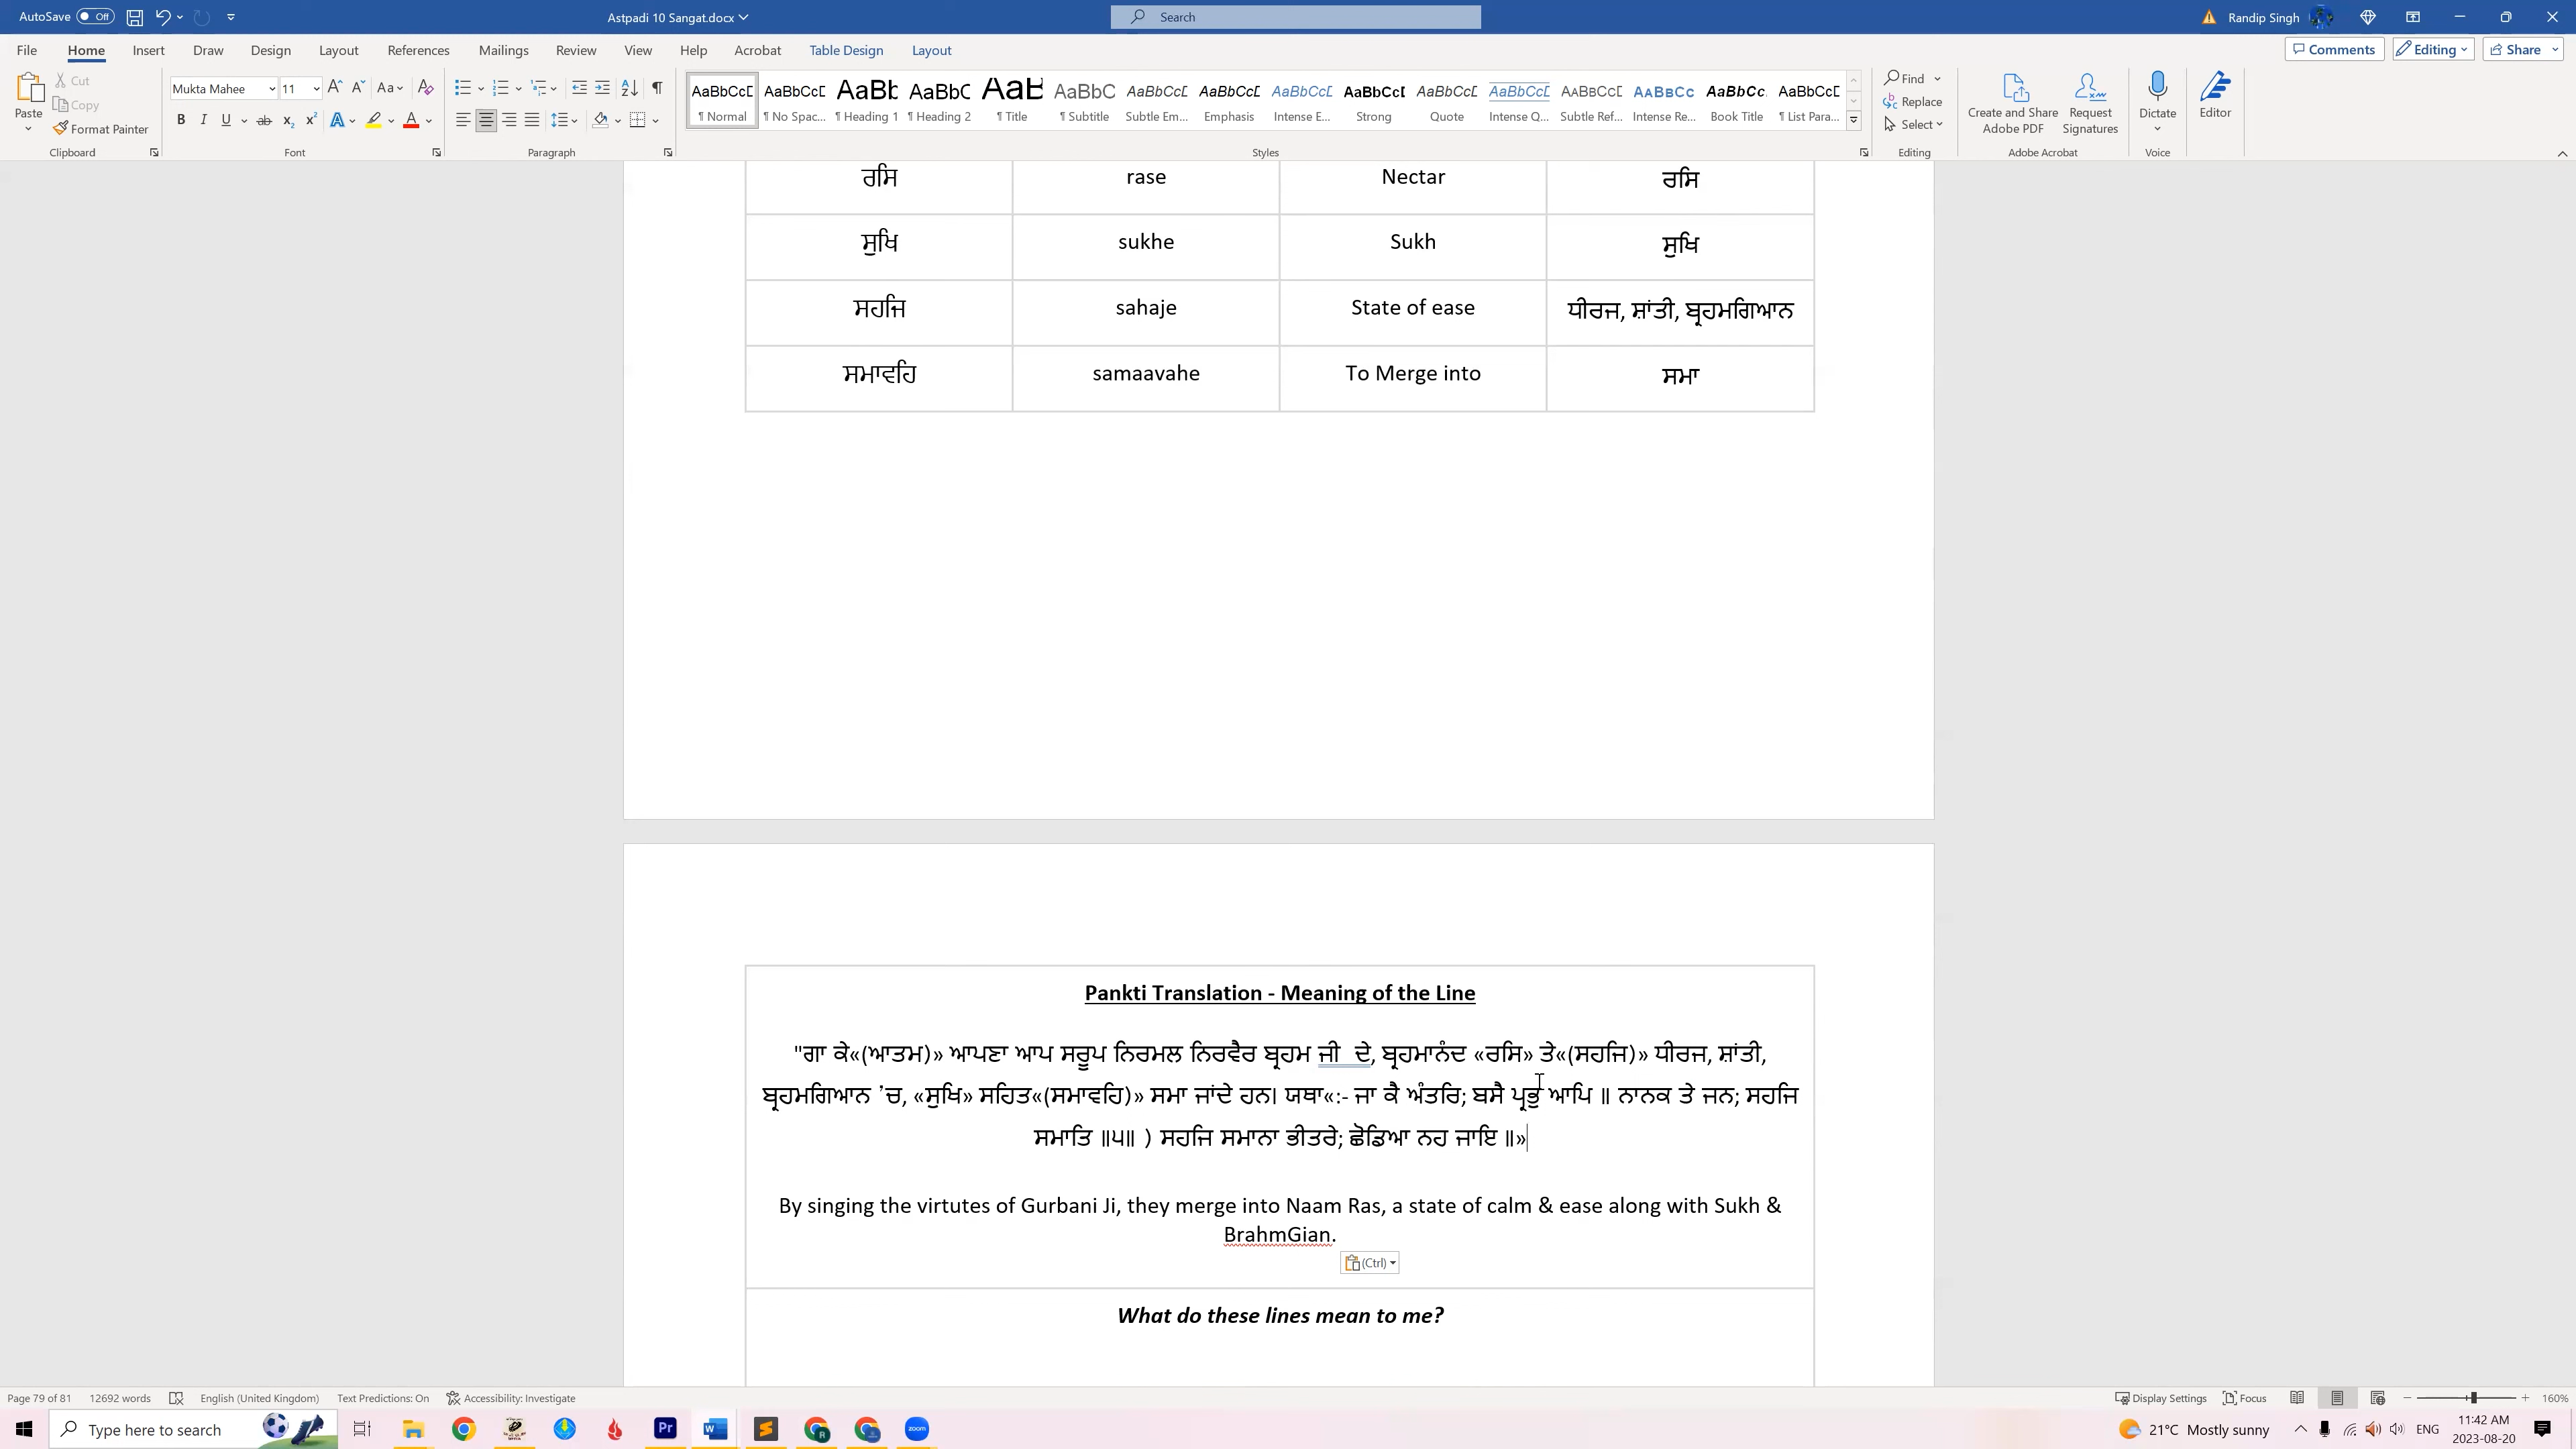 AutoSave Off
Astpadi 10 Sangat.docx
Search
Randip Singh
File Home Insert Draw Design Layout References Mailings Review View Help Acrobat Table Design Layout
Comments Editing Share
Paste
Cut
Copy
Format Painter
Clipboard
Mukta Mahee 11
Font
Paragraph
AaBbCcD AaBbCcD AaBb AaBbC AaB AaBbC AaBbCcD AaBbCcD AaBbCcD AaBbCcD AaBbCcD AaBbCcD AaBbCcD AaBbCc AaBbCc AaBbCcD
¶ Normal ¶ No Spac... ¶ Heading 1 ¶ Heading 2 ¶ Title ¶ Subtitle Subtle Em... Emphasis Intense E... Strong Quote Intense Q... Subtle Ref... Intense Re... Book Title ¶ List Para...
Styles
Find
Replace
Select
Editing
Create and Share Adobe PDF
Request Signatures
Adobe Acrobat
Dictate
Voice
Editor
ਰਸਿ rase Nectar ਰਸਿ
ਸੁਖਿ sukhe Sukh ਸੁਖਿ
ਸਹਜਿ sahaje State of ease ਧੀਰਜ, ਸ਼ਾਂਤੀ, ਬ੍ਰਹਮਗਿਆਨ
ਸਮਾਵਹਿ samaavahe To Merge into ਸਮਾ
Pankti Translation - Meaning of the Line
"ਗਾ ਕੇ«(ਆਤਮ)» ਆਪਣਾ ਆਪ ਸਰੂਪ ਨਿਰਮਲ ਨਿਰਵੈਰ ਬ੍ਰਹਮ ਜੀ  ਦੇ, ਬ੍ਰਹਮਾਨੰਦ «ਰਸਿ» ਤੇ«(ਸਹਜਿ)» ਧੀਰਜ, ਸ਼ਾਂਤੀ,
ਬ੍ਰਹਮਗਿਆਨ ’ਚ, «ਸੁਖਿ» ਸਹਿਤ«(ਸਮਾਵਹਿ)» ਸਮਾ ਜਾਂਦੇ ਹਨ। ਯਥਾ«:- ਜਾ ਕੈ ਅੰਤਰਿ; ਬਸੈ ਪ੍ਰਭੁ ਆਪਿ ॥ ਨਾਨਕ ਤੇ ਜਨ; ਸਹਜਿ
ਸਮਾਤਿ ॥੫॥ ) ਸਹਜਿ ਸਮਾਨਾ ਭੀਤਰੇ; ਛੋਡਿਆ ਨਹ ਜਾਇ ॥»
By singing the virtutes of Gurbani Ji, they merge into Naam Ras, a state of calm & ease along with Sukh &
BrahmGian.
(Ctrl)
What do these lines mean to me?
Page 79 of 81 12692 words English (United Kingdom) Text Predictions: On Accessibility: Investigate
Display Settings Focus 160%
Type here to search
21°C Mostly sunny
ENG
11:42 AM
2023-08-20